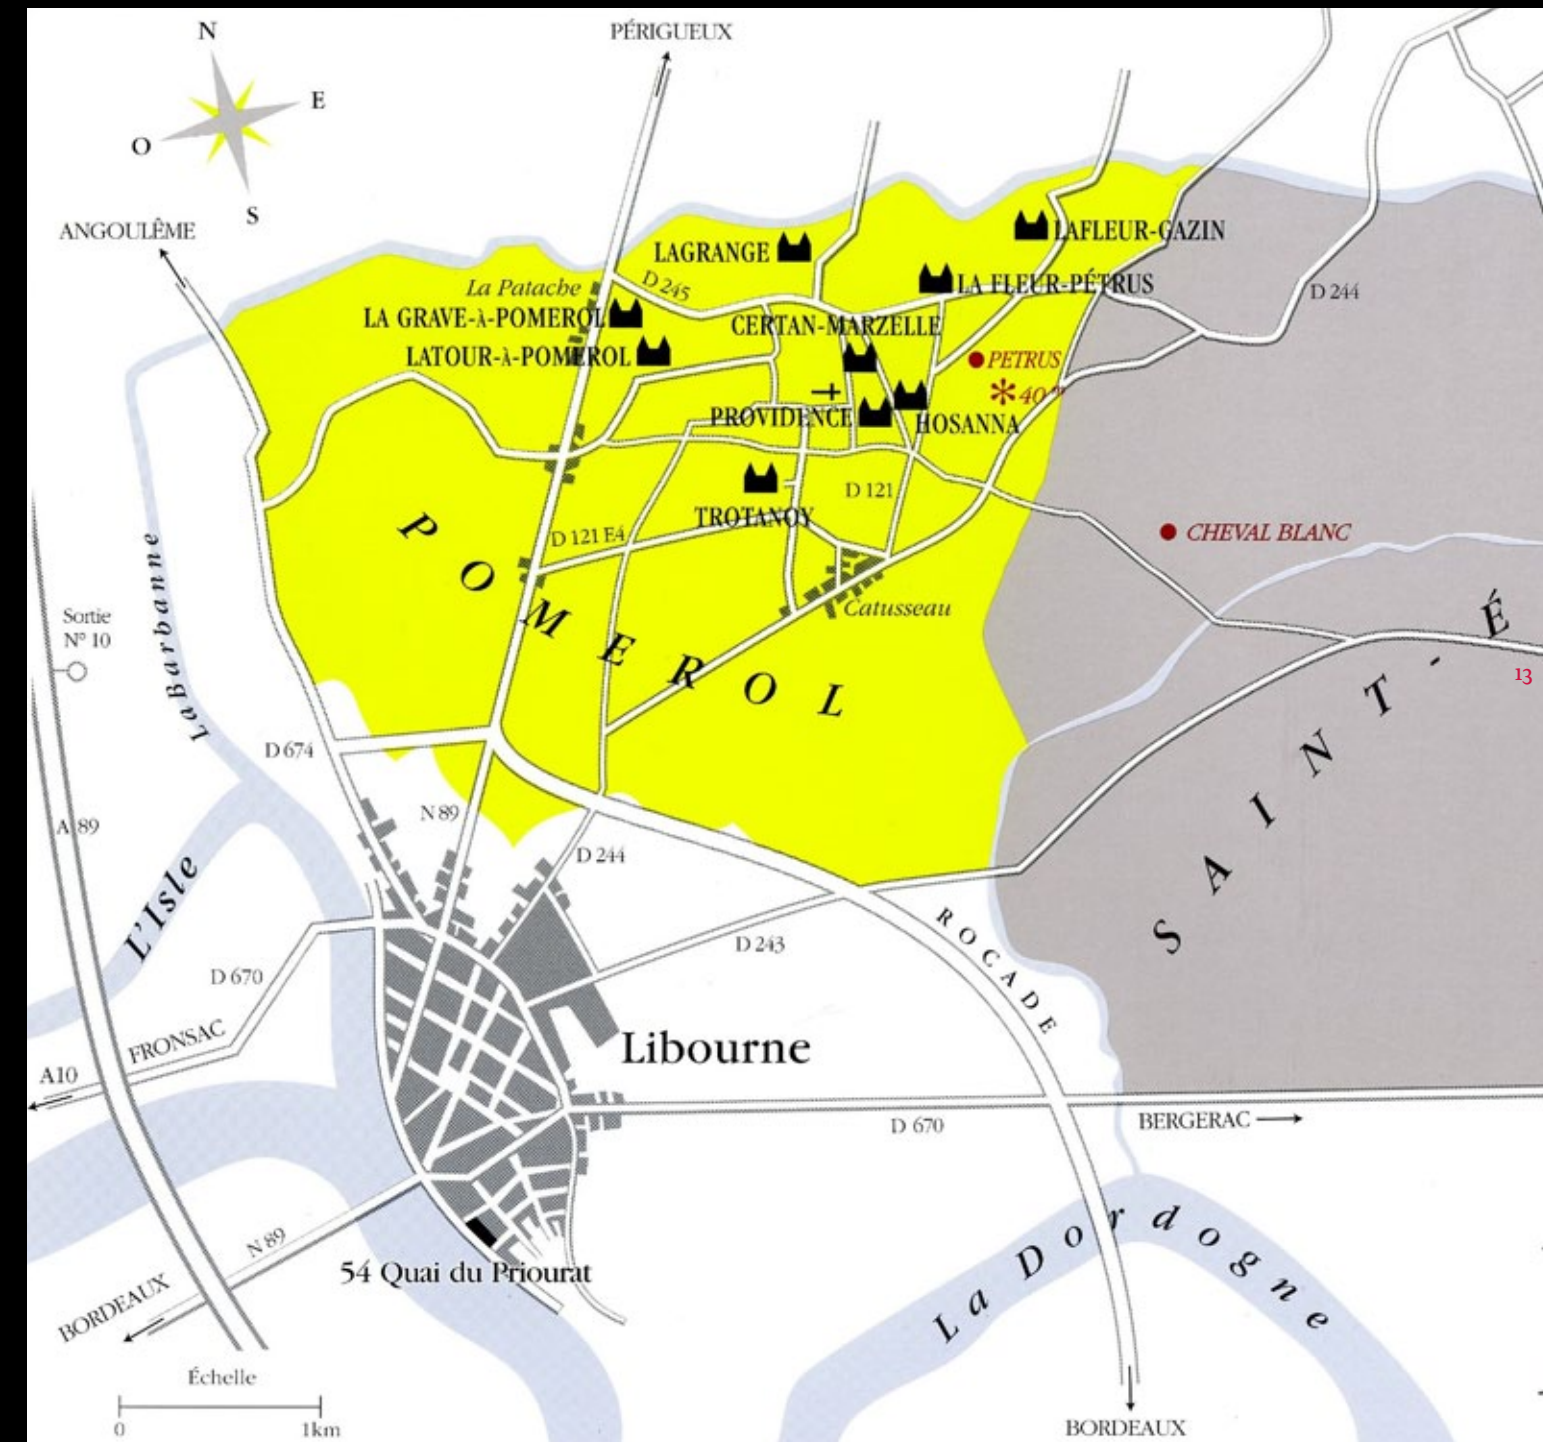 N
PÉRIGUEUX
E
O
S
ANGOULÊME
LAFLEUR-GAZIN
LAGRANGE
La Patache
D 245
LA FLEUR-PÉTRUS
D 244
LA GRAVE-À-POMEROL
CERTAN-MARZELLE
LATOUR-À-POMEROL
PETRUS
40 m
PROVIDENCE
HOSANNA
D 121
TROTANOY
D 121 E4
CHEVAL BLANC
POMEROL
Catusseau
La Barbanne
Sortie
N° 10
SAINT-É
13
D 674
N 89
A 89
D 244
L'Isle
D 243
ROCADE
D 670
FRONSAC
A10
Libourne
D 670
BERGERAC
La Dordogne
N 89
54 Quai du Priourat
BORDEAUX
Échelle
0
1km
BORDEAUX